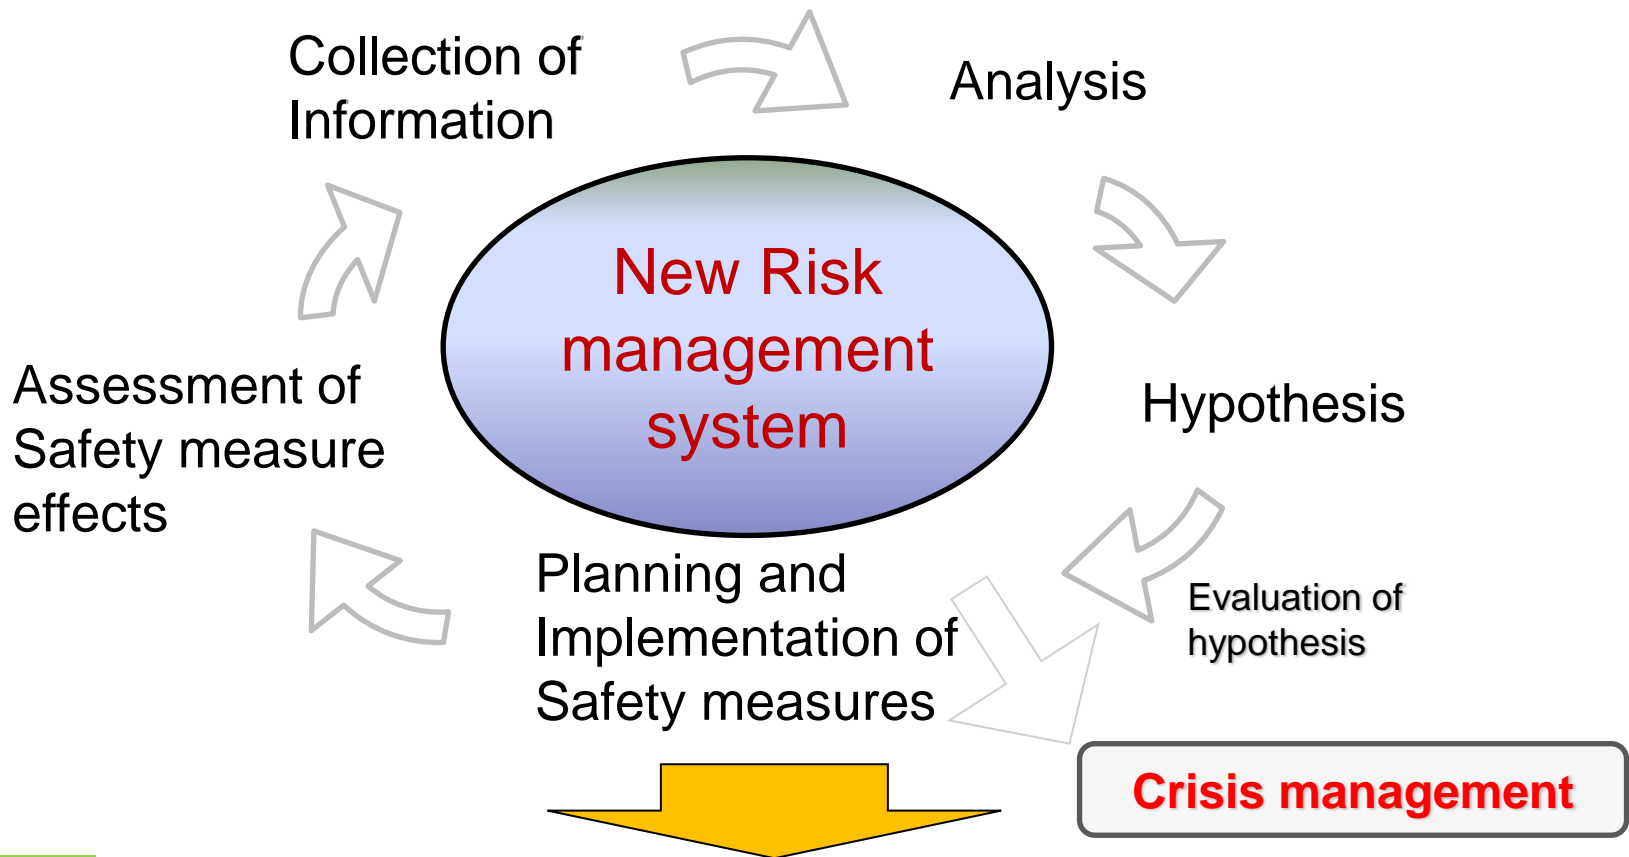 Collection of
Information
Analysis
New Risk
management
system
Assessment of
Safety measure
effects
Hypothesis
Planning and
Implementation of
Safety measures
Evaluation of
hypothesis
Crisis management